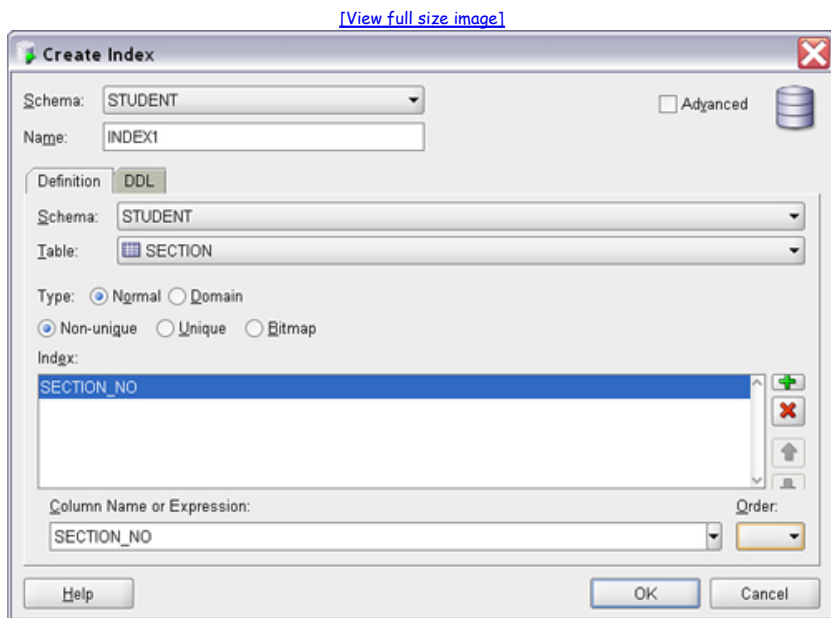 [View full size image]
Create Index
Schema: STUDENT
Advanced
Name: INDEX1
Definition DDL
Schema: STUDENT
Table: SECTION
Type: Normal Domain
Non-unique Unique Bitmap
Index:
SECTION_NO
Column Name or Expression: Order:
SECTION_NO
Help OK Cancel